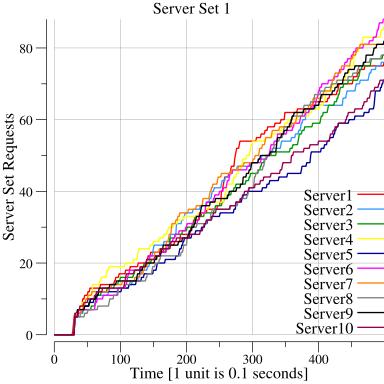 Server Set 1
80
60
40
20
0
Server Set Requests
Server1
Server2
Server3
Server4
Server5
Server6
Server7
Server8
Server9
Server10
0 100 200 300 400
Time [1 unit is 0.1 seconds]